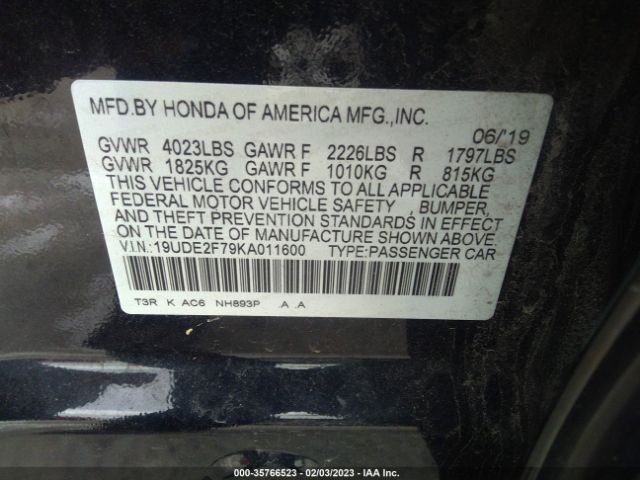 MFD.BY HONDA OF AMERICA MFG.,INC.
06/'19
GVWR 4023LBS GAWR F 2226LBS R 1797LBS
GVWR 1825KG GAWR F 1010KG R 815KG
THIS VEHICLE CONFORMS TO ALL APPLICABLE
FEDERAL MOTOR VEHICLE SAFETY , BUMPER,
AND THEFT PREVENTION STANDARDS IN EFFECT
ON THE DATE OF MANUFACTURE SHOWN ABOVE.
V.I.N.:19UDE2F79KA011600 TYPE:PASSENGER CAR
T3R K AC6 NH893P .A .A
000-35766523 - 02/03/2023 - IAA Inc.